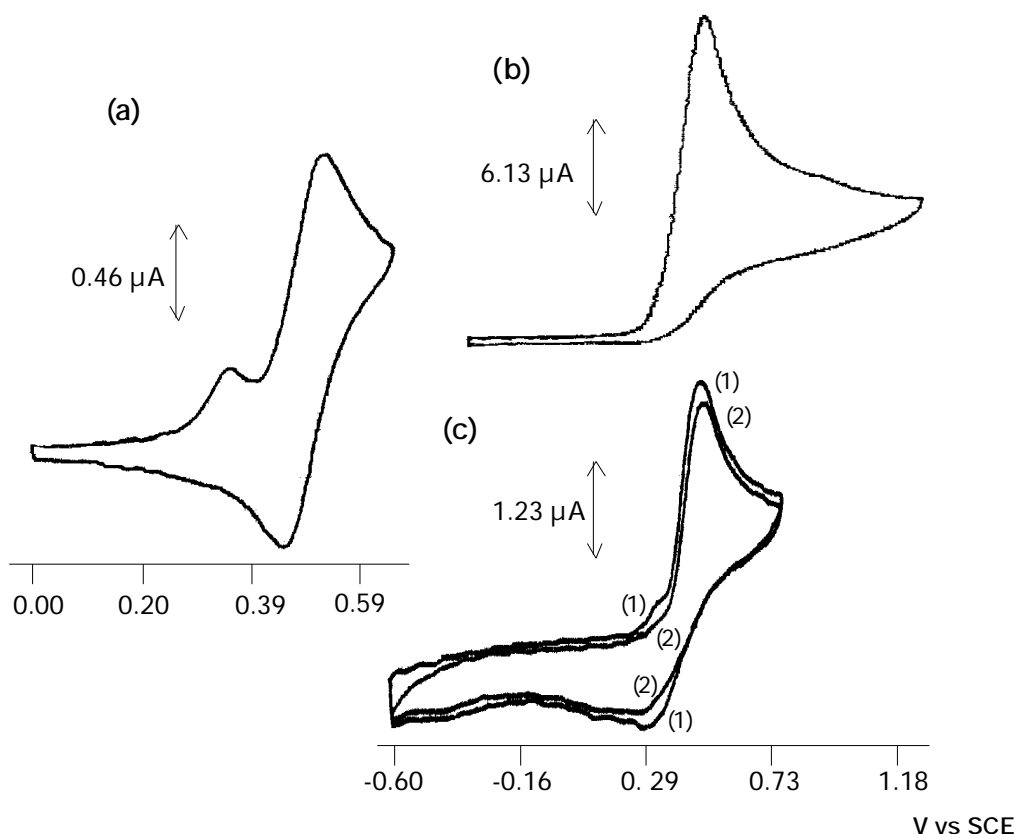 (a)
0.46 µA
0.00 0.20 0.39 0.59
(b)
6.13 µA
(c)
1.23 µA
(1)
(2)
(1)
(2)
(2)
(1)
-0.60 -0.16 0.29 0.73 1.18
V vs SCE